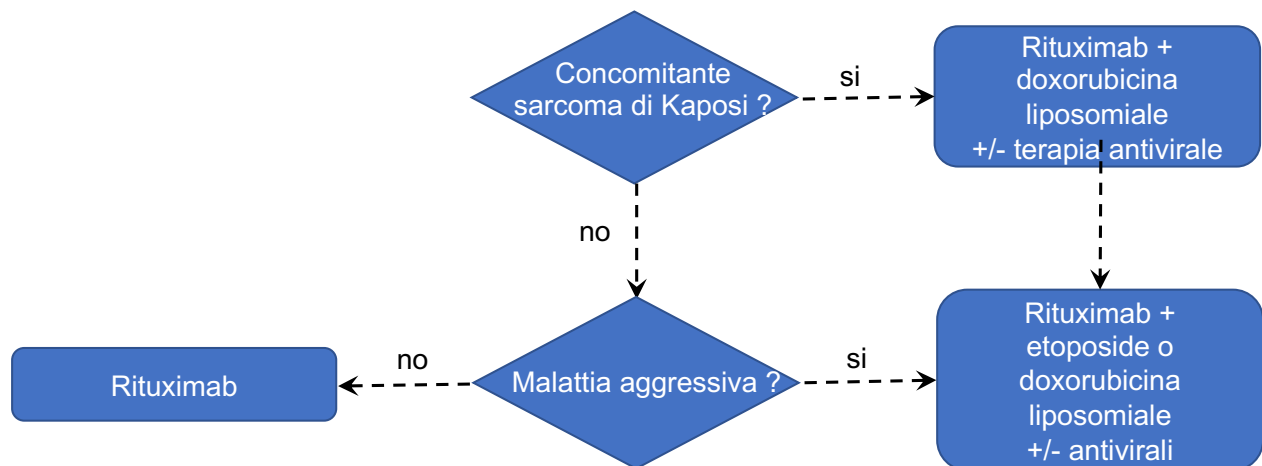 Concomitante
sarcoma di Kaposi ?
si
Rituximab +
doxorubicina
liposomiale
+/- terapia antivirale
no
Rituximab
no
Malattia aggressiva ?
si
Rituximab +
etoposide o
doxorubicina
liposomiale
+/- antivirali